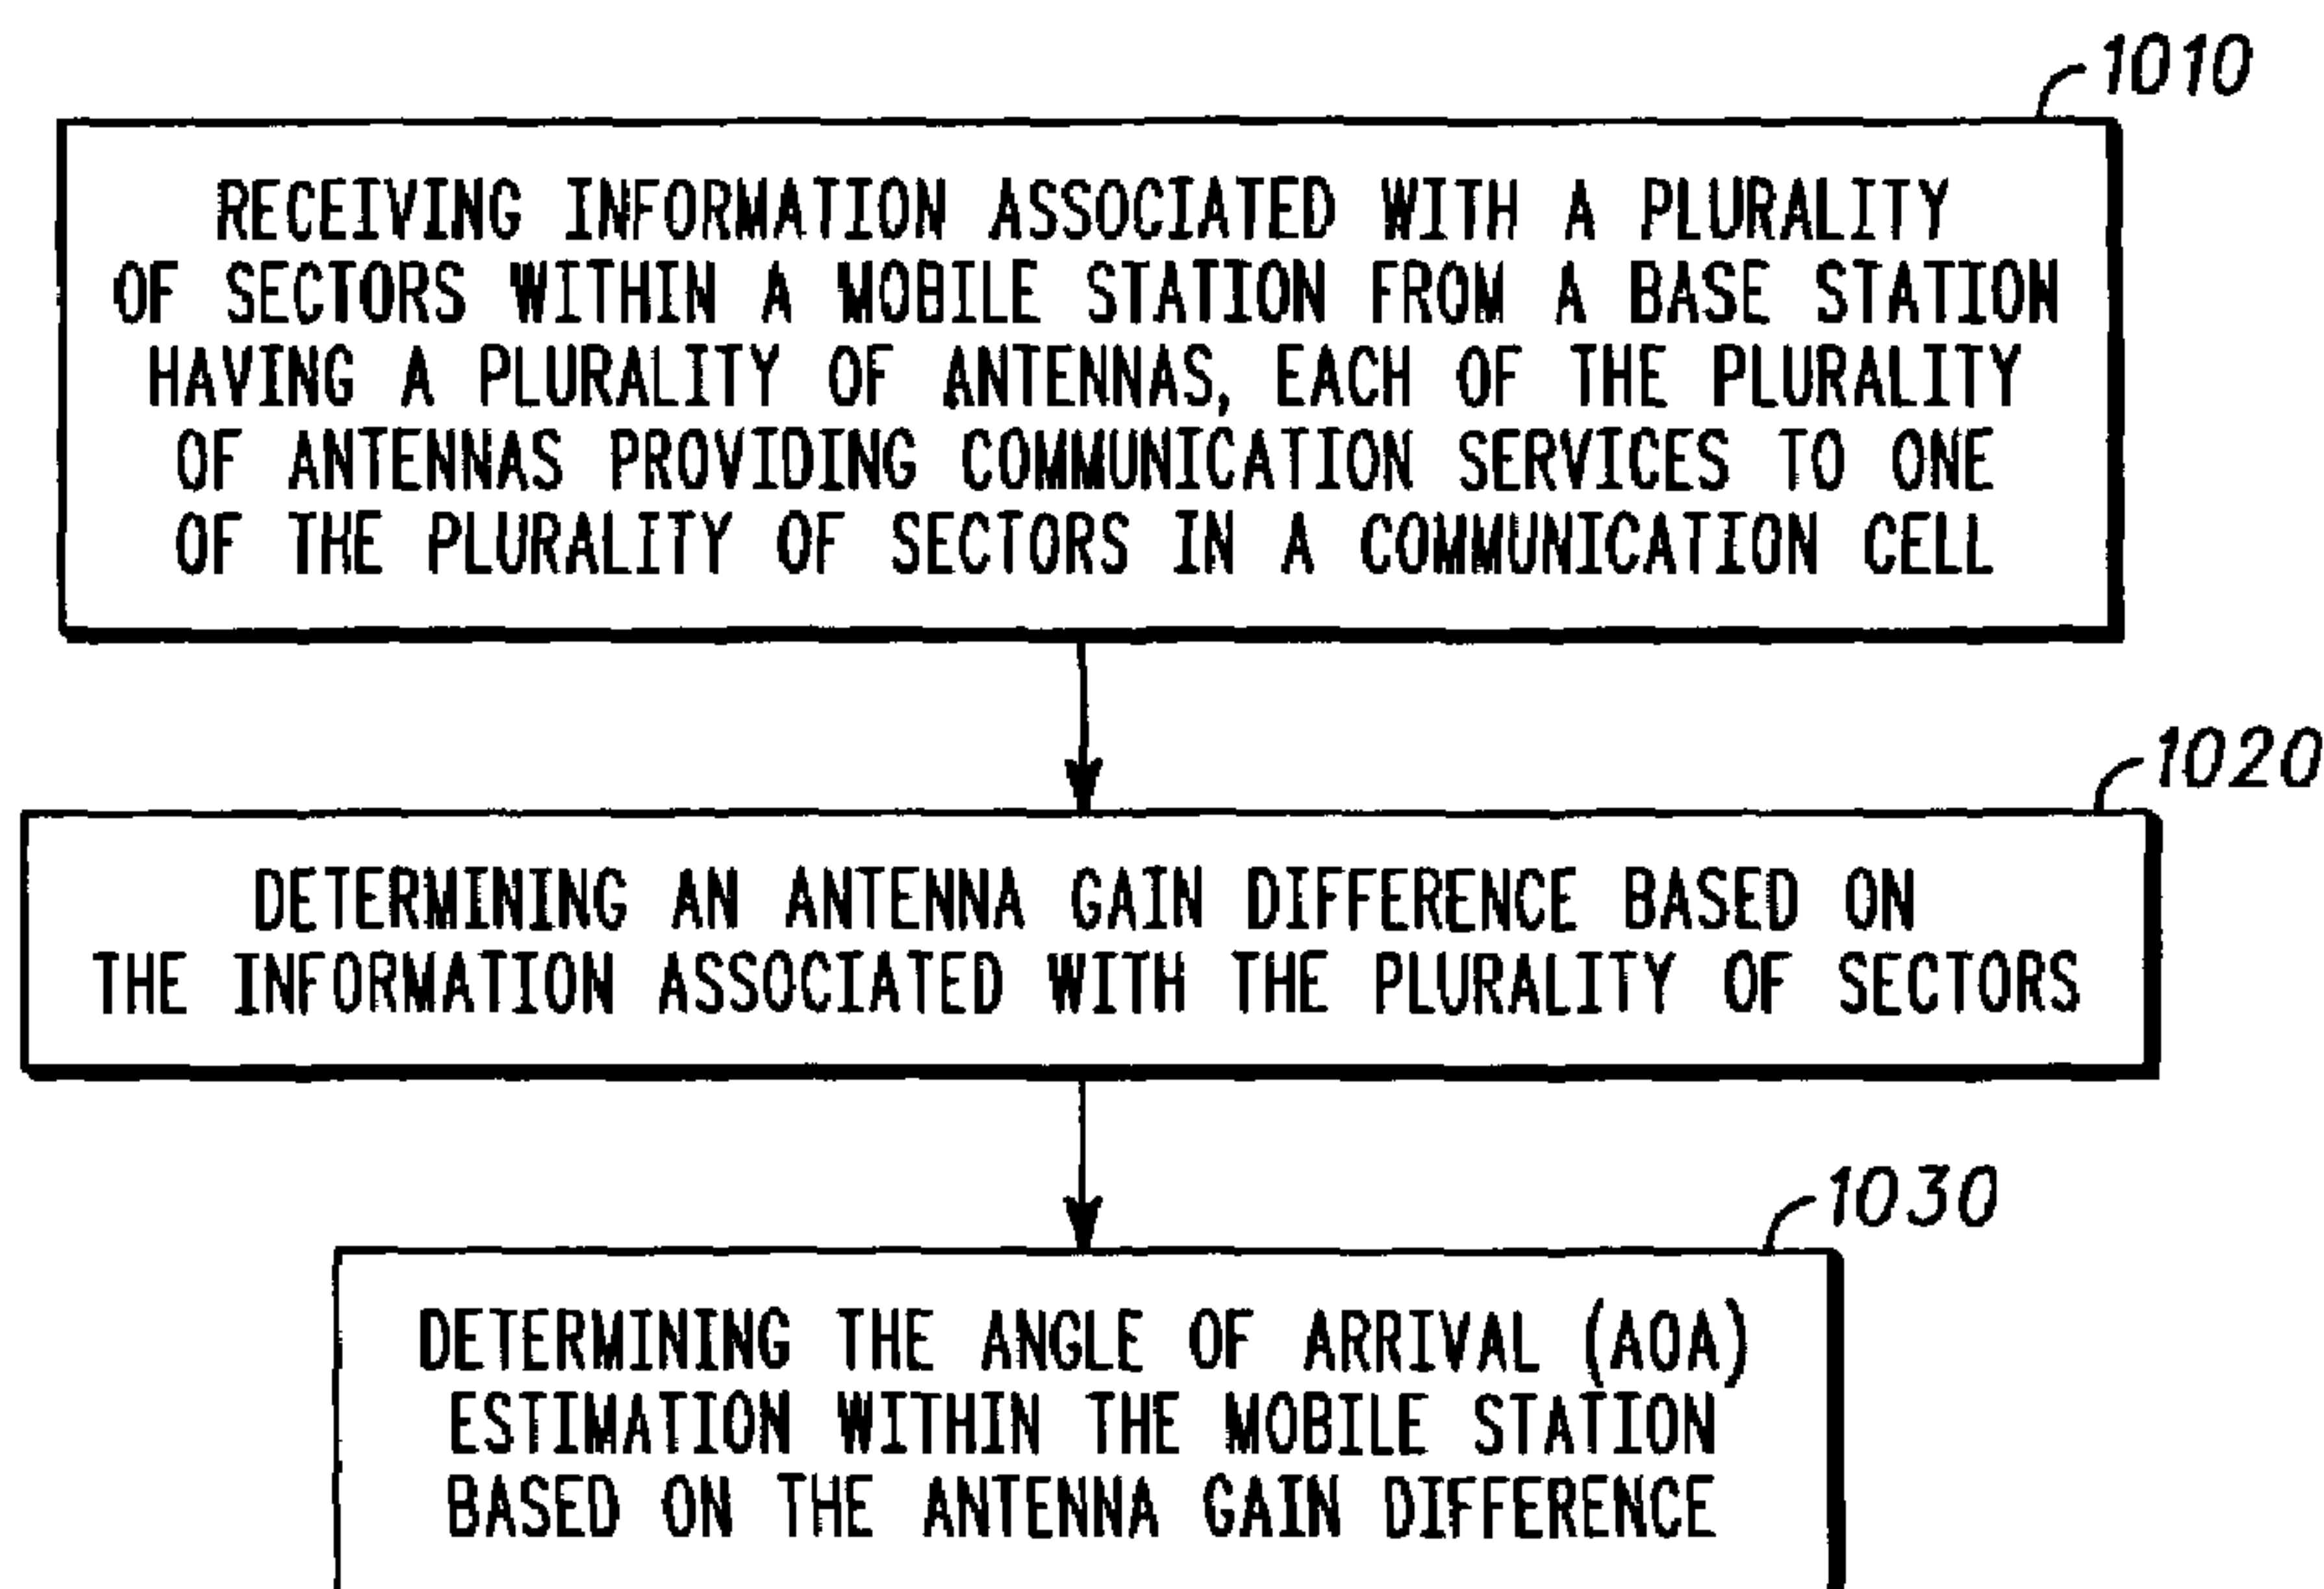 1010
RECEIVING INFORMATION ASSOCIATED WITH A PLURALITY
OF SECTORS WITHIN A MOBILE STATION FROM A BASE STATION
HAVING A PLURALITY OF ANTENNAS, EACH OF THE PLURALITY
OF ANTENNAS PROVIDING COMMUNICATION SERVICES TO ONE
OF THE PLURALITY OF SECTORS IN A COMMUNICATION CELL
1020
DETERMINING AN ANTENNA GAIN DIFFERENCE BASED ON
THE INFORMATION ASSOCIATED WITH THE PLURALITY OF SECTORS
1030
DETERMINING THE ANGLE OF ARRIVAL (AOA)
ESTIMATION WITHIN THE MOBILE STATION
BASED ON THE ANTENNA GAIN DIFFERENCE